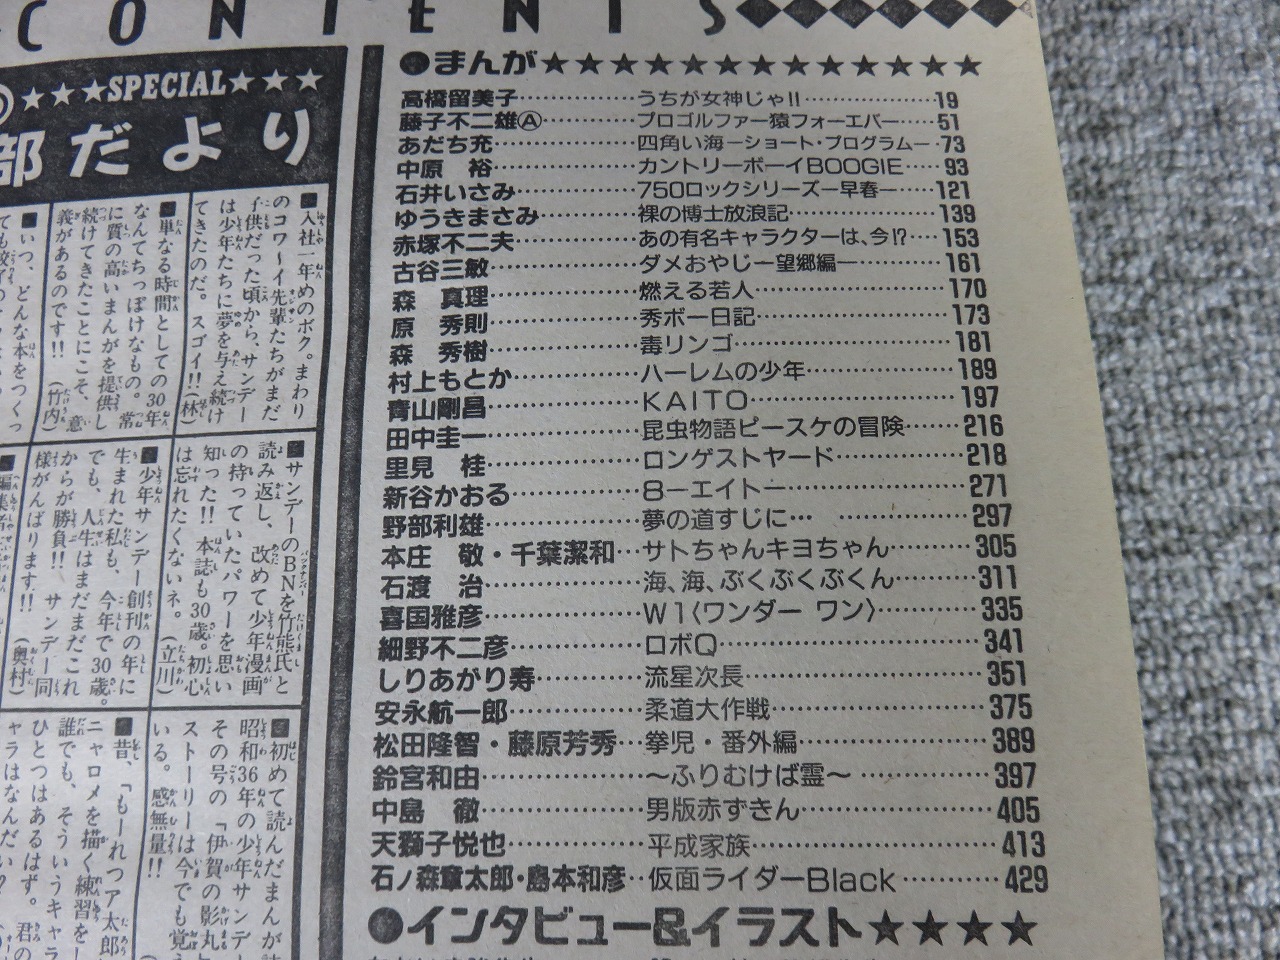 CONTENTS
★★★SPECIAL★★★
部だより
■入社一年めのボク。まわり
のコワ〜イ先輩たちがまだ
子供だった頃から、サンデー
は少年たちに夢を与え続け
てきたのだ。スゴイ!!(林)
■単なる時間としての30年
なんてちっぽけなもの。常
に質の高いまんがを提供し
続けてきたことにこそ、意
義があるのです!!(竹内)
■いつ、どんな本をつくっ
■サンデーのBNを竹熊氏と
読み返し、改めて少年漫画
の持っていたパワーを思い
知った!!本誌も30歳。初心
は忘れたくないネ。(立川)
■少年サンデー創刊の年に
生まれた私も、今年で30歳。
でも、人生はまだまだこれ
からが勝負!!サンデー同
様がんばります!!(奥村)
■初めて読んだまんが
昭和36年の少年サンデー
その号の「伊賀の影丸
ストーリーは今でも覚え
いる。感無量!!
■昔、「もーれつア太郎
ニャロメを描く練習を
誰でも、そういうキャ
ひとつはあるはず。君の
ャラはなんだい?
●まんが★★★★★★★★★★★★★
高橋留美子……………うちが女神じゃ!!………………19
藤子不二雄Ⓐ……………プロゴルファー猿フォーエバー……51
あだち充………………四角い海―ショート・プログラム―・73
中原　裕………………カントリーボーイBOOGIE……93
石井いさみ……………750ロックシリーズ―早春―……121
ゆうきまさみ…………裸の博士放浪記………………139
赤塚不二夫……………あの有名キャラクターは、今!?……153
古谷三敏………………ダメおやじ―望郷編―…………161
森　真理………………燃える若人……………………170
原　秀則………………秀ボー日記……………………173
森　秀樹………………毒リンゴ………………………181
村上もとか……………ハーレムの少年………………189
青山剛昌………………KAITO………………………197
田中圭一………………昆虫物語ピースケの冒険……216
里見　桂………………ロンゲストヤード……………218
新谷かおる……………8―エイト―…………………271
野部利雄………………夢の道すじに…………………297
本庄　敬・千葉潔和…サトちゃんキヨちゃん………305
石渡　治………………海、海、ぶくぶくぶくん………311
喜国雅彦………………W1〈ワンダー ワン〉…………335
細野不二彦……………ロボQ…………………………341
しりあがり寿…………流星次長………………………351
安永航一郎……………柔道大作戦……………………375
松田隆智・藤原芳秀…拳児・番外編…………………389
鈴宮和由………………〜ふりむけば霊〜……………397
中島　徹………………男版赤ずきん…………………405
天獅子悦也……………平成家族………………………413
石ノ森章太郎・島本和彦…仮面ライダーBlack…………429
●インタビュー&イラスト★★★★